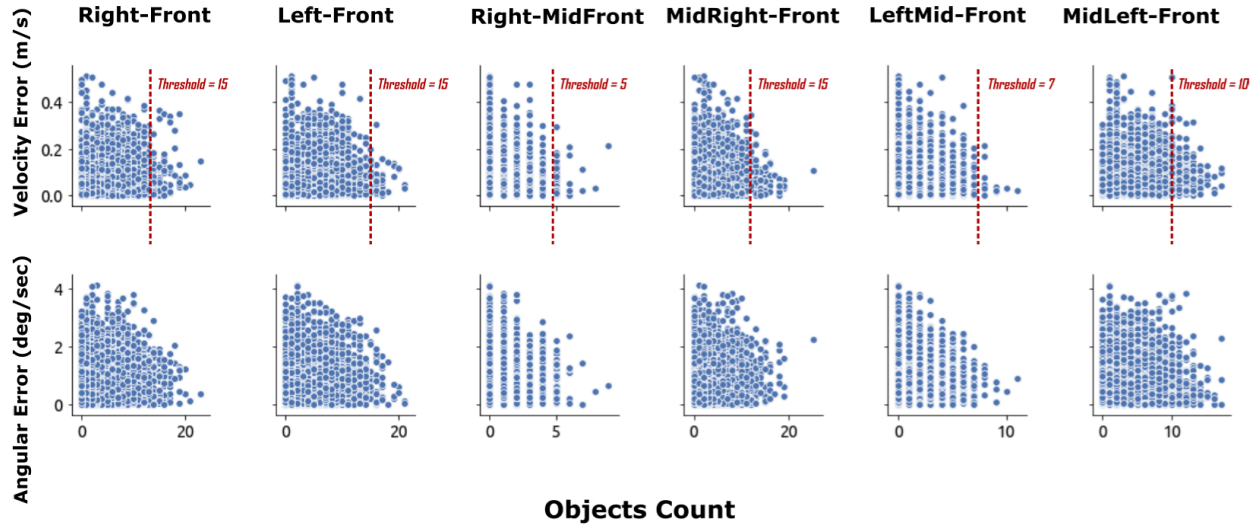 Right-Front Left-Front Right-MidFront MidRight-Front LeftMid-Front MidLeft-Front
Velocity Error (m/s)
0.4
0.2
0.0
Threshold = 15
Threshold = 15
Threshold = 5
Threshold = 15
Threshold = 7
Threshold = 10
Angular Error (deg/sec)
4
2
0
0 20
0 20
0 5
0 25
0 10
0 10
Objects Count